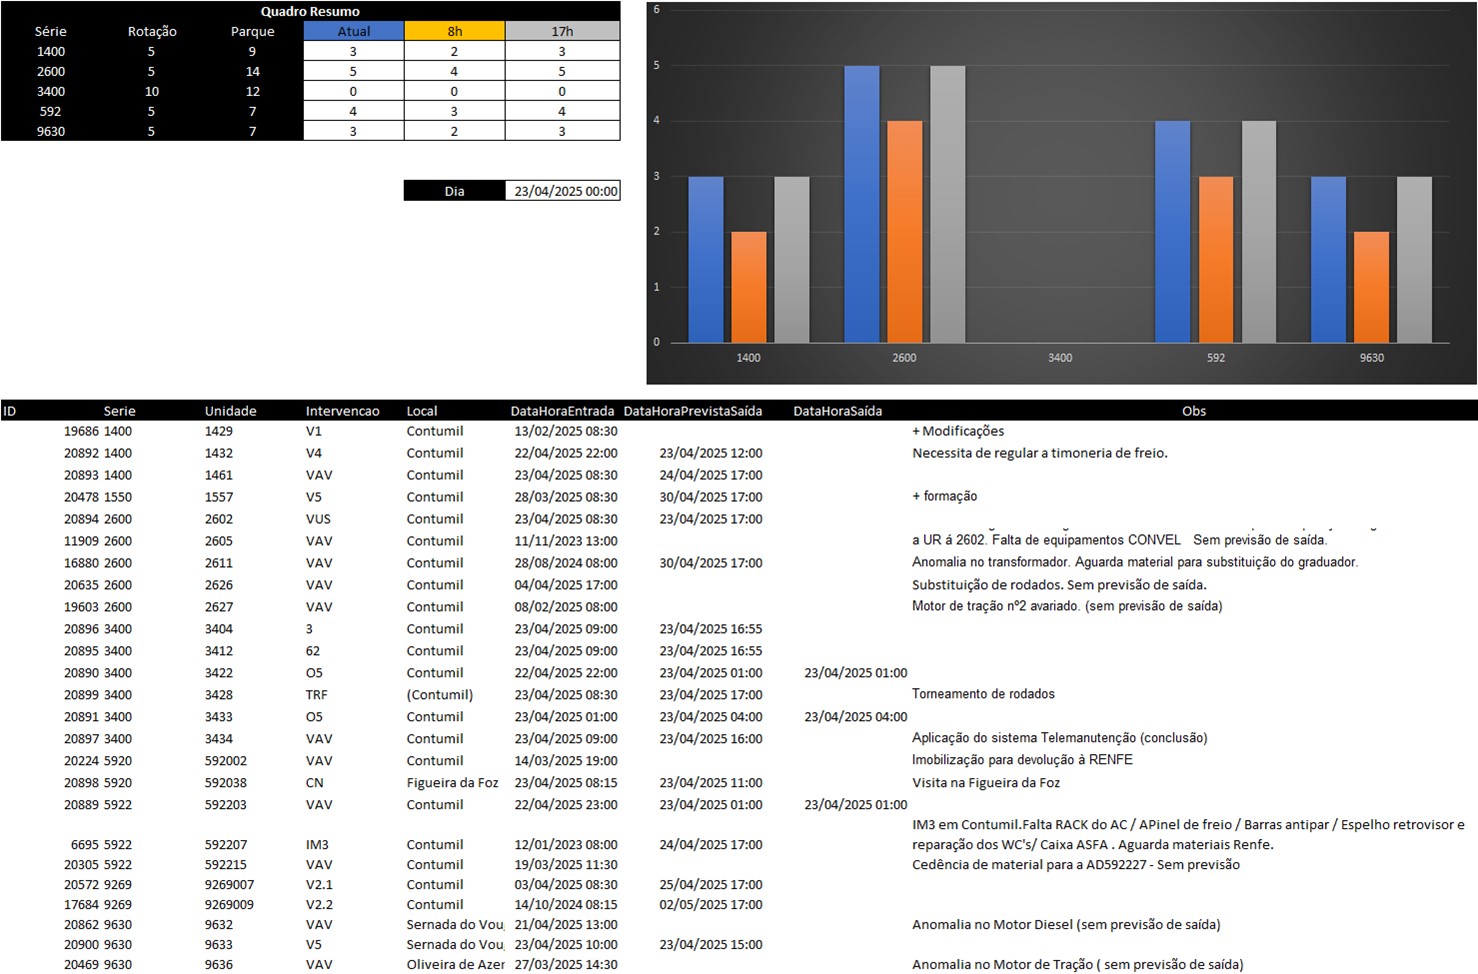 Quadro Resumo
Série Rotação Parque Atual 8h 17h
1400 5 9 3 2 3
2600 5 14 5 4 5
3400 10 12 0 0 0
592 5 7 4 3 4
9630 5 7 3 2 3
Dia 23/04/2025 00:00
6
5
4
3
2
1
0
1400 2600 3400 592 9630
ID Serie Unidade Intervencao Local DataHoraEntrada DataHoraPrevistaSaída DataHoraSaída Obs
19686 1400 1429 V1 Contumil 13/02/2025 08:30 + Modificações
20892 1400 1432 V4 Contumil 22/04/2025 22:00 23/04/2025 12:00 Necessita de regular a timoneria de freio.
20893 1400 1461 VAV Contumil 23/04/2025 08:30 24/04/2025 17:00
20478 1550 1557 V5 Contumil 28/03/2025 08:30 30/04/2025 17:00 + formação
20894 2600 2602 VUS Contumil 23/04/2025 08:30 23/04/2025 17:00
11909 2600 2605 VAV Contumil 11/11/2023 13:00 a UR á 2602. Falta de equipamentos CONVEL Sem previsão de saída.
16880 2600 2611 VAV Contumil 28/08/2024 08:00 30/04/2025 17:00 Anomalia no transformador. Aguarda material para substituição do graduador.
20635 2600 2626 VAV Contumil 04/04/2025 17:00 Substituição de rodados. Sem previsão de saída.
19603 2600 2627 VAV Contumil 08/02/2025 08:00 Motor de tração nº2 avariado. (sem previsão de saída)
20896 3400 3404 3 Contumil 23/04/2025 09:00 23/04/2025 16:55
20895 3400 3412 62 Contumil 23/04/2025 09:00 23/04/2025 16:55
20890 3400 3422 O5 Contumil 22/04/2025 22:00 23/04/2025 01:00 23/04/2025 01:00
20899 3400 3428 TRF (Contumil) 23/04/2025 08:30 23/04/2025 17:00 Torneamento de rodados
20891 3400 3433 O5 Contumil 23/04/2025 01:00 23/04/2025 04:00 23/04/2025 04:00
20897 3400 3434 VAV Contumil 23/04/2025 09:00 23/04/2025 16:00 Aplicação do sistema Telemanutenção (conclusão)
20224 5920 592002 VAV Contumil 14/03/2025 19:00 Imobilização para devolução à RENFE
20898 5920 592038 CN Figueira da Foz 23/04/2025 08:15 23/04/2025 11:00 Visita na Figueira da Foz
20889 5922 592203 VAV Contumil 22/04/2025 23:00 23/04/2025 01:00 23/04/2025 01:00
IM3 em Contumil.Falta RACK do AC / APinel de freio / Barras antipar / Espelho retrovisor e
6695 5922 592207 IM3 Contumil 12/01/2023 08:00 24/04/2025 17:00 reparação dos WC's/ Caixa ASFA . Aguarda materiais Renfe.
20305 5922 592215 VAV Contumil 19/03/2025 11:30 Cedência de material para a AD592227 - Sem previsão
20572 9269 9269007 V2.1 Contumil 03/04/2025 08:30 25/04/2025 17:00
17684 9269 9269009 V2.2 Contumil 14/10/2024 08:15 02/05/2025 17:00
20862 9630 9632 VAV Sernada do Vou 21/04/2025 13:00 Anomalia no Motor Diesel (sem previsão de saída)
20900 9630 9633 V5 Sernada do Vou 23/04/2025 10:00 23/04/2025 15:00
20469 9630 9636 VAV Oliveira de Azer 27/03/2025 14:30 Anomalia no Motor de Tração ( sem previsão de saída)